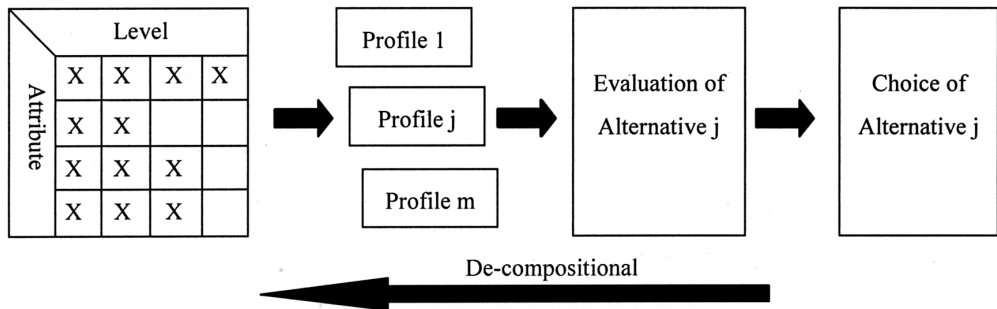 Level
Attribute
X X X X
X X
X X X
X X X
Profile 1
Profile j
Profile m
Evaluation of
Alternative j
Choice of
Alternative j
De-compositional